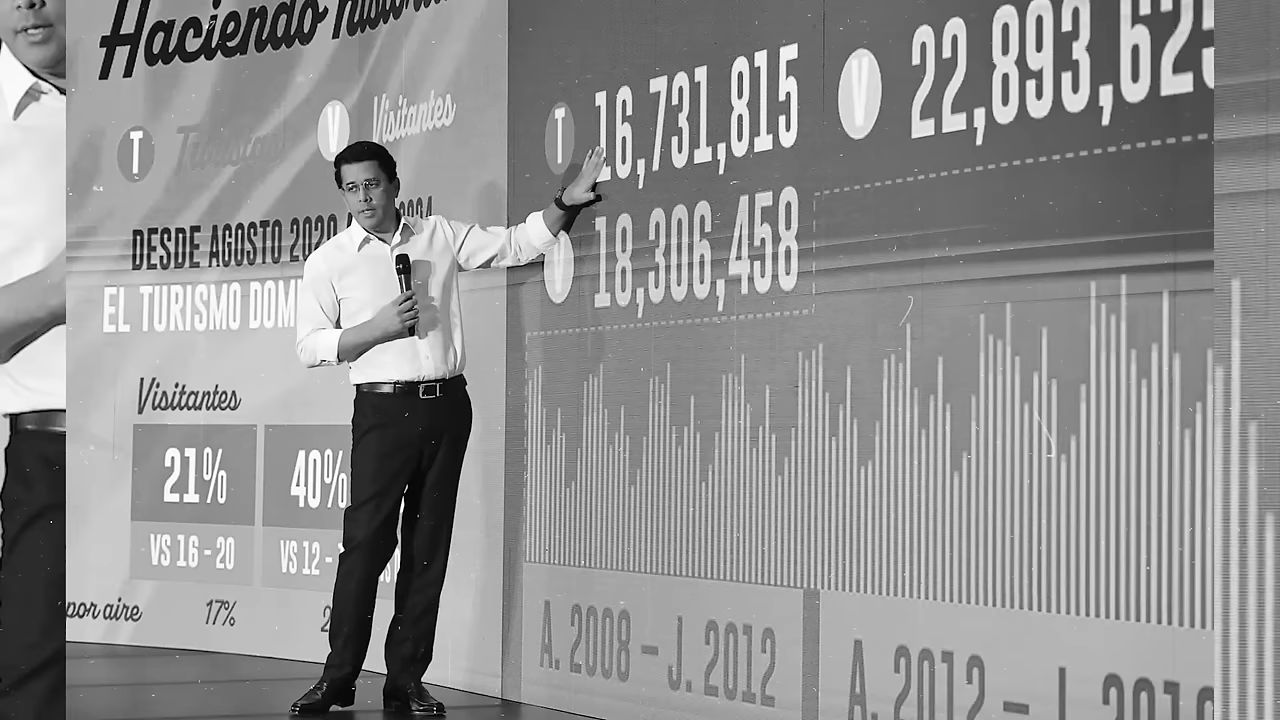 Haciendo
T
V Visitantes
DESDE AGOSTO 2020
EL TURISMO
Visitantes
21%
40%
VS 16 - 20
VS 12 -
por aire 17%
T 16,731,815
V 22,893,625
18,306,458
A. 2008 - J. 2012
A. 2012 - J.